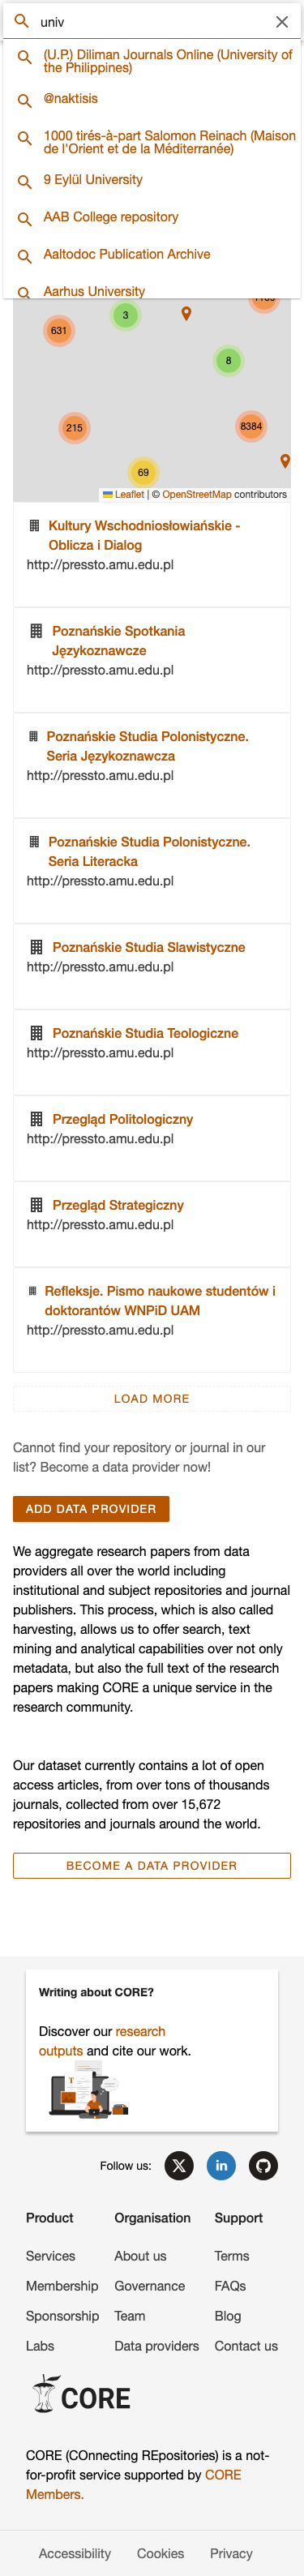 univ
(U.P.) Diliman Journals Online (University of
the Philippines)
@naktisis
1000 tirés-à-part Salomon Reinach (Maison
de l'Orient et de la Méditerranée)
9 Eylül University
AAB College repository
Aaltodoc Publication Archive
Aarhus University
3
631
8
215
8384
69
Leaflet | © OpenStreetMap contributors
Kultury Wschodniosłowiańskie -
Oblicza i Dialog
http://pressto.amu.edu.pl
Poznańskie Spotkania
Językoznawcze
http://pressto.amu.edu.pl
Poznańskie Studia Polonistyczne.
Seria Językoznawcza
http://pressto.amu.edu.pl
Poznańskie Studia Polonistyczne.
Seria Literacka
http://pressto.amu.edu.pl
Poznańskie Studia Slawistyczne
http://pressto.amu.edu.pl
Poznańskie Studia Teologiczne
http://pressto.amu.edu.pl
Przegląd Politologiczny
http://pressto.amu.edu.pl
Przegląd Strategiczny
http://pressto.amu.edu.pl
Refleksje. Pismo naukowe studentów i
doktorantów WNPiD UAM
http://pressto.amu.edu.pl
LOAD MORE
Cannot find your repository or journal in our
list? Become a data provider now!
ADD DATA PROVIDER
We aggregate research papers from data
providers all over the world including
institutional and subject repositories and journal
publishers. This process, which is also called
harvesting, allows us to offer search, text
mining and analytical capabilities over not only
metadata, but also the full text of the research
papers making CORE a unique service in the
research community.
Our dataset currently contains a lot of open
access articles, from over tons of thousands
journals, collected from over 15,672
repositories and journals around the world.
BECOME A DATA PROVIDER
Writing about CORE?
Discover our research
outputs and cite our work.
Follow us:
Product Organisation Support
Services About us Terms
Membership Governance FAQs
Sponsorship Team Blog
Labs Data providers Contact us
CORE
CORE (COnnecting REpositories) is a not-
for-profit service supported by CORE
Members.
Accessibility Cookies Privacy